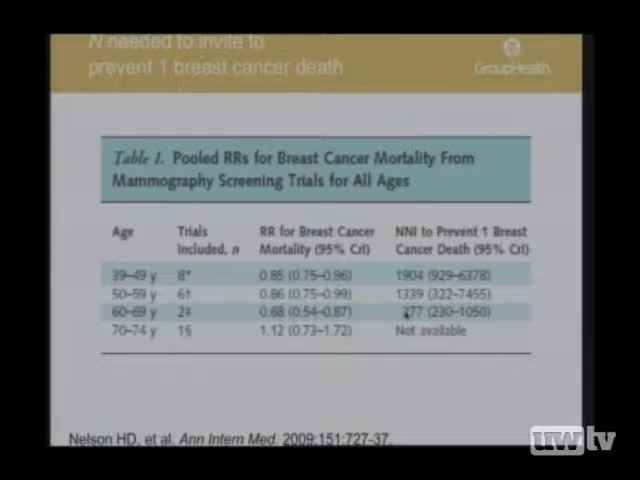 N needed to invite to
prevent 1 breast cancer death
GroupHealth
Table 1. Pooled RRs for Breast Cancer Mortality From
Mammography Screening Trials for All Ages
Age Trials Included, n RR for Breast Cancer Mortality (95% CrI) NNI to Prevent 1 Breast Cancer Death (95% CrI)
39–49 y 8* 0.85 (0.75–0.96) 1904 (929–6378)
50–59 y 6† 0.86 (0.75–0.99) 1339 (322–7455)
60–69 y 2‡ 0.68 (0.54–0.87) 377 (230–1050)
70–74 y 1§ 1.12 (0.73–1.72) Not available
Nelson HD, et al. Ann Intern Med. 2009:151:727-37.
uwtv